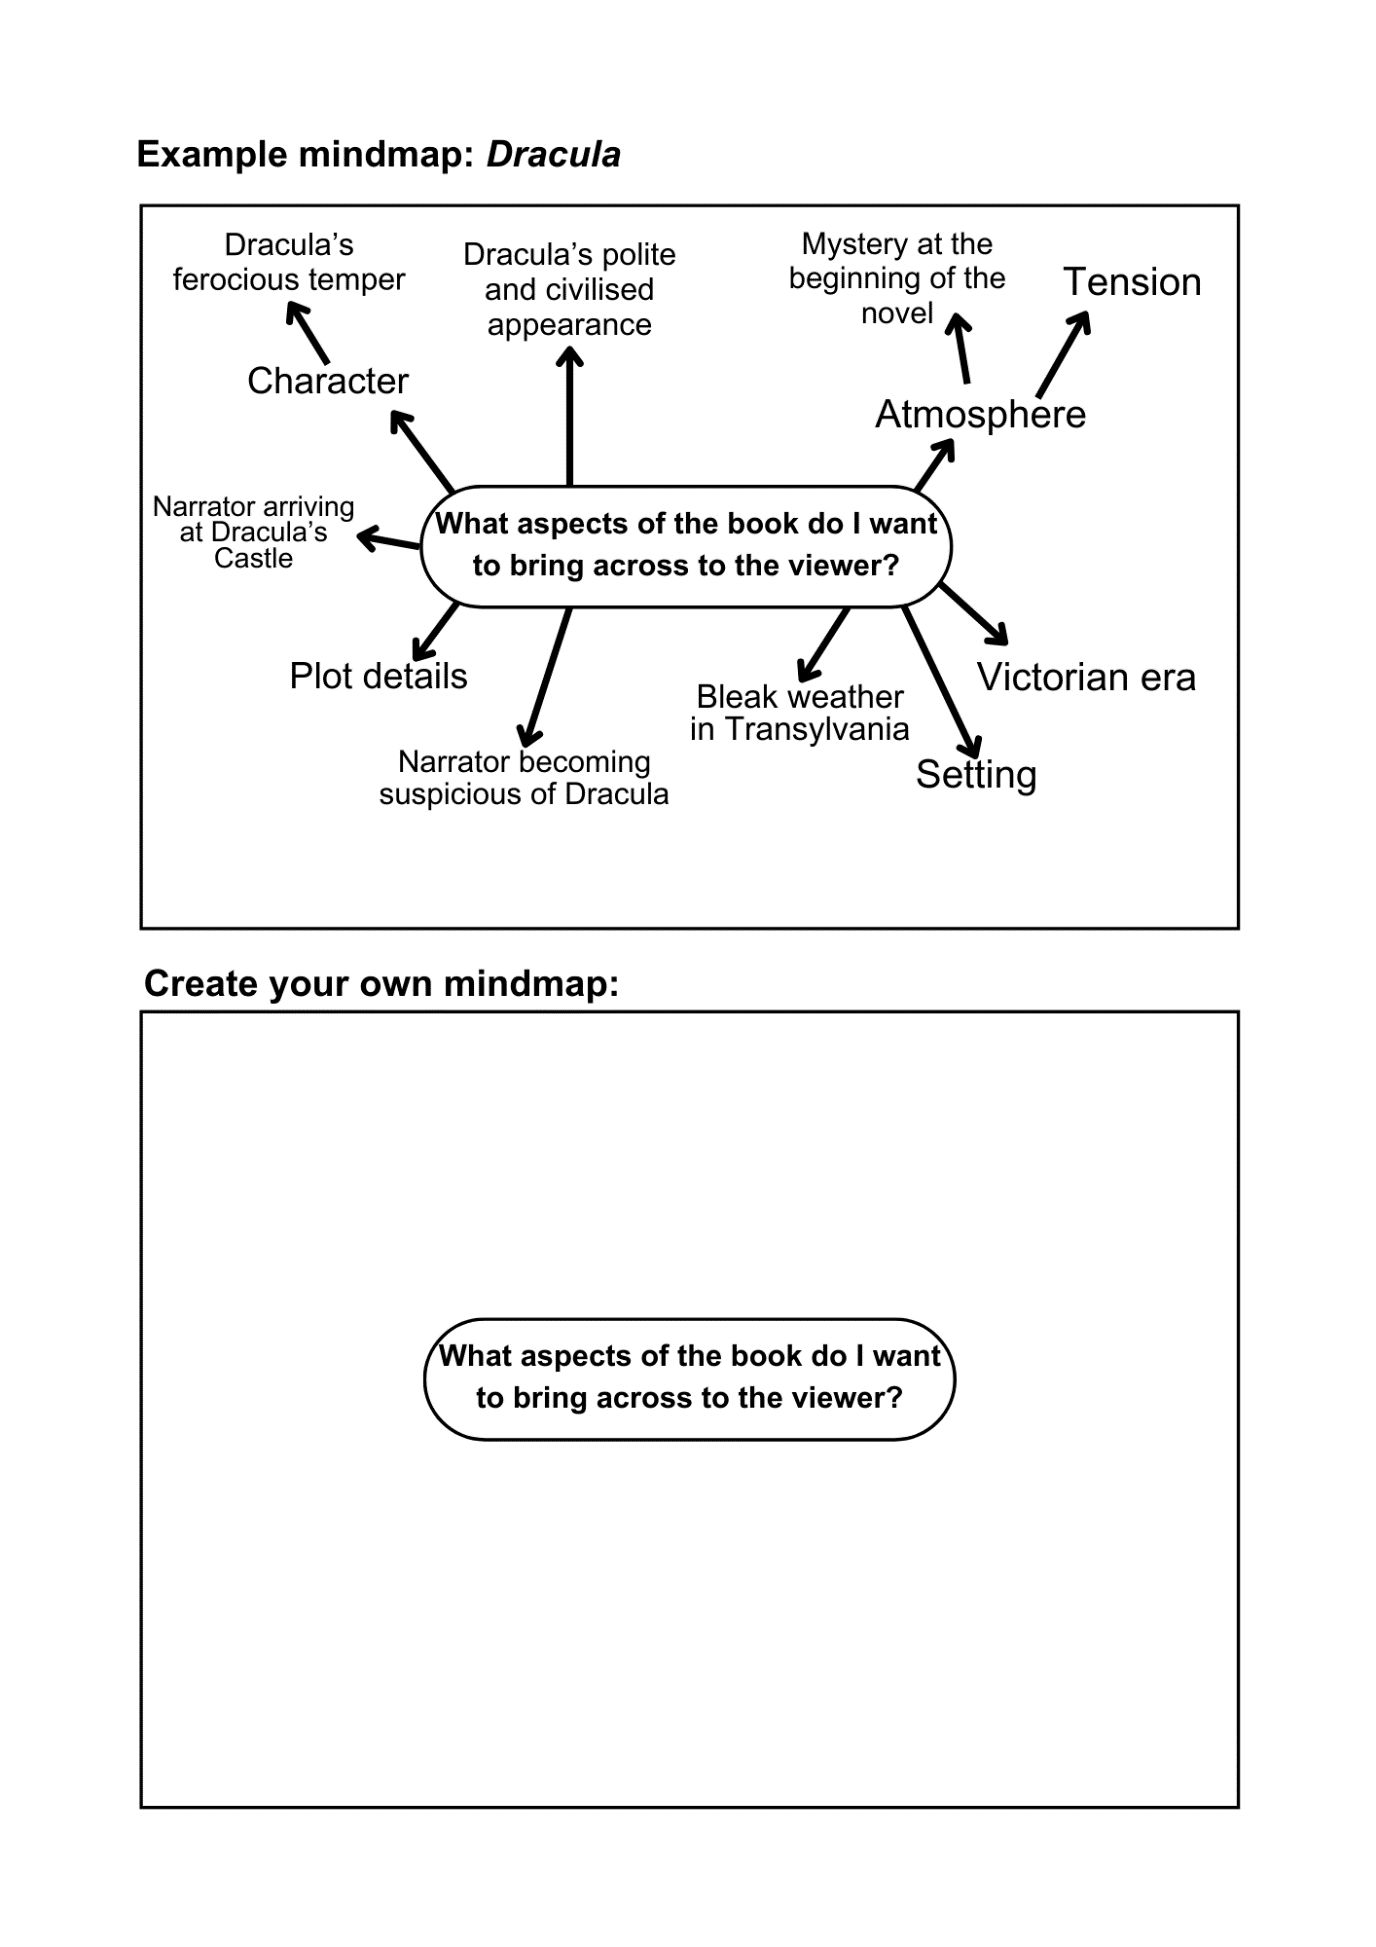 Example mindmap: Dracula
Dracula’s
ferocious temper
Dracula’s polite
and civilised
appearance
Mystery at the
beginning of the
novel
Tension
Character
Atmosphere
Narrator arriving
at Dracula’s
Castle
What aspects of the book do I want
to bring across to the viewer?
Plot details
Narrator becoming
suspicious of Dracula
Bleak weather
in Transylvania
Victorian era
Setting
Create your own mindmap:
What aspects of the book do I want
to bring across to the viewer?